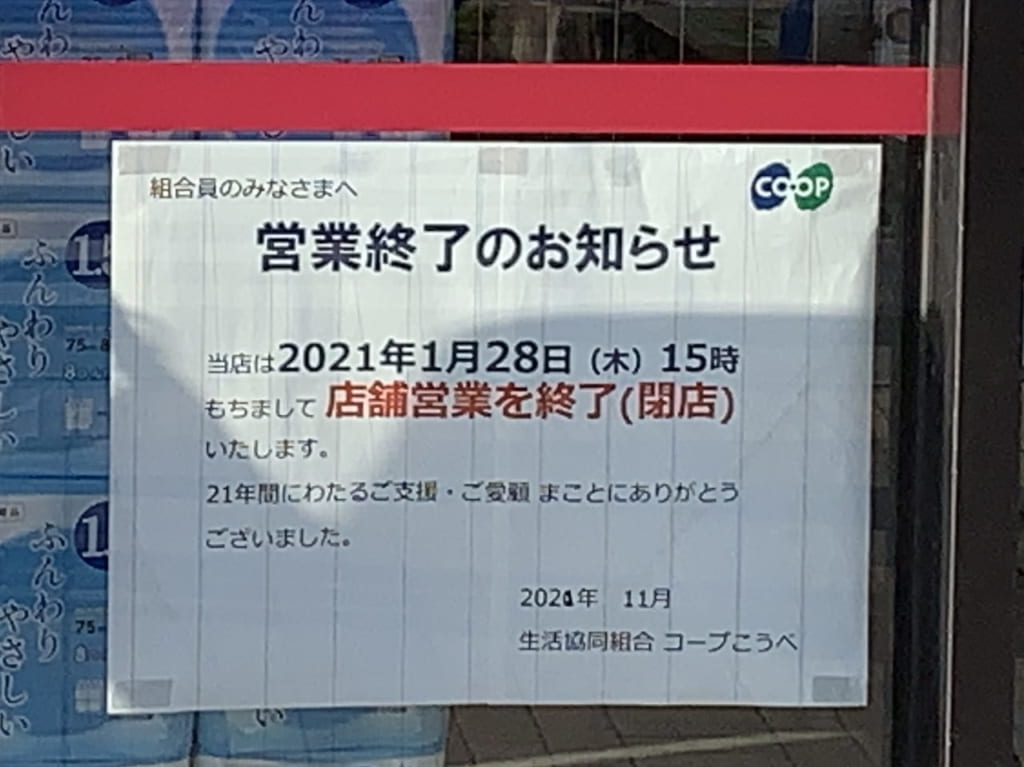 ふんわり
やさしい
組合員のみなさまへ
CO-OP
営業終了のお知らせ
当店は2021年1月28日（木）15時
もちまして 店舗営業を終了(閉店)
いたします。
21年間にわたるご支援・ご愛顧 まことにありがとう
ございました。
2021年 11月
生活協同組合 コープこうべ
ふんわり
やさしい